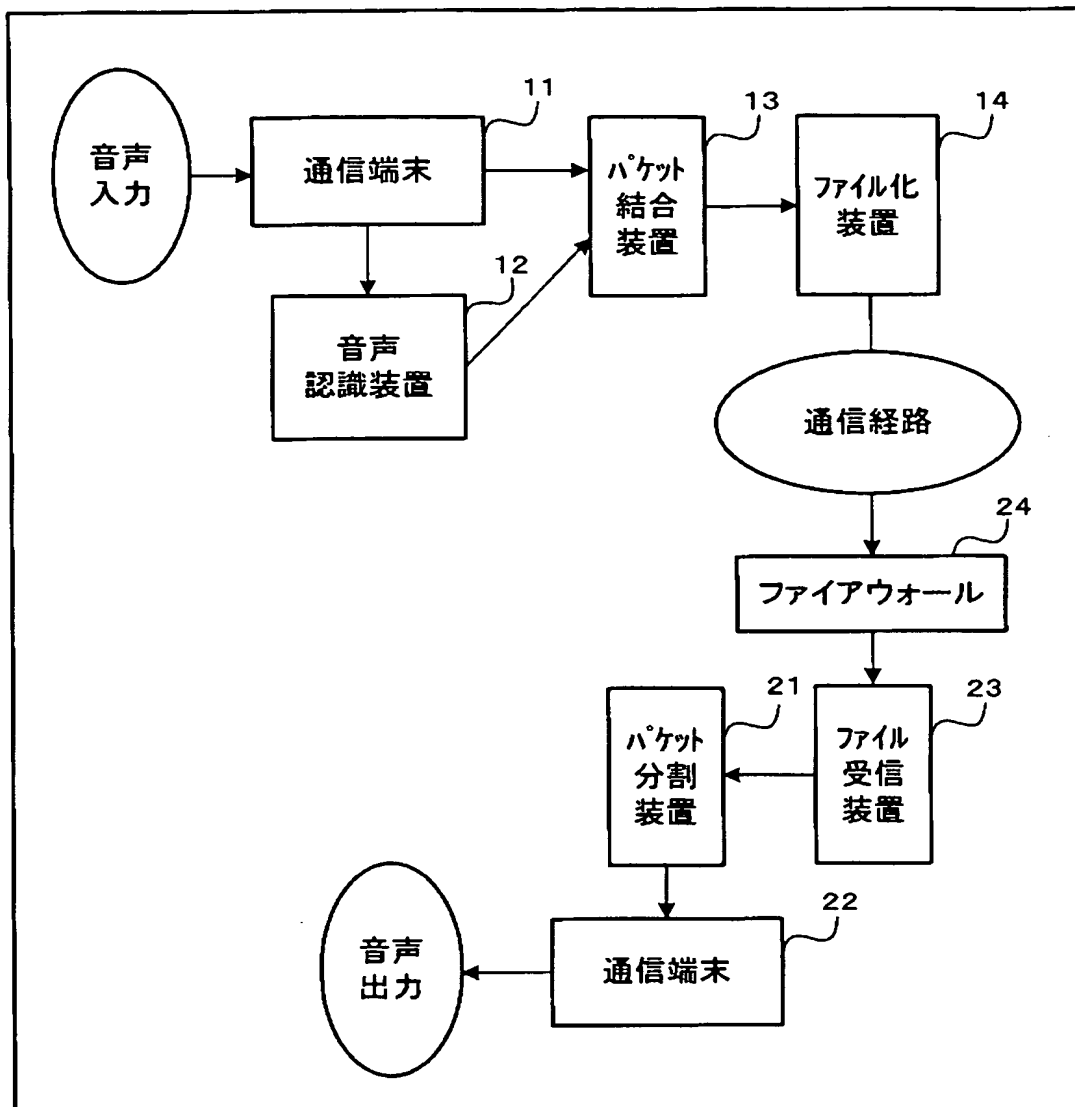 音声
入力
11
通信端末
12
音声
認識装置
13
パケット
結合
装置
14
ファイル化
装置
通信経路
24
ファイアウォール
23
ファイル
受信
装置
21
パケット
分割
装置
22
通信端末
音声
出力